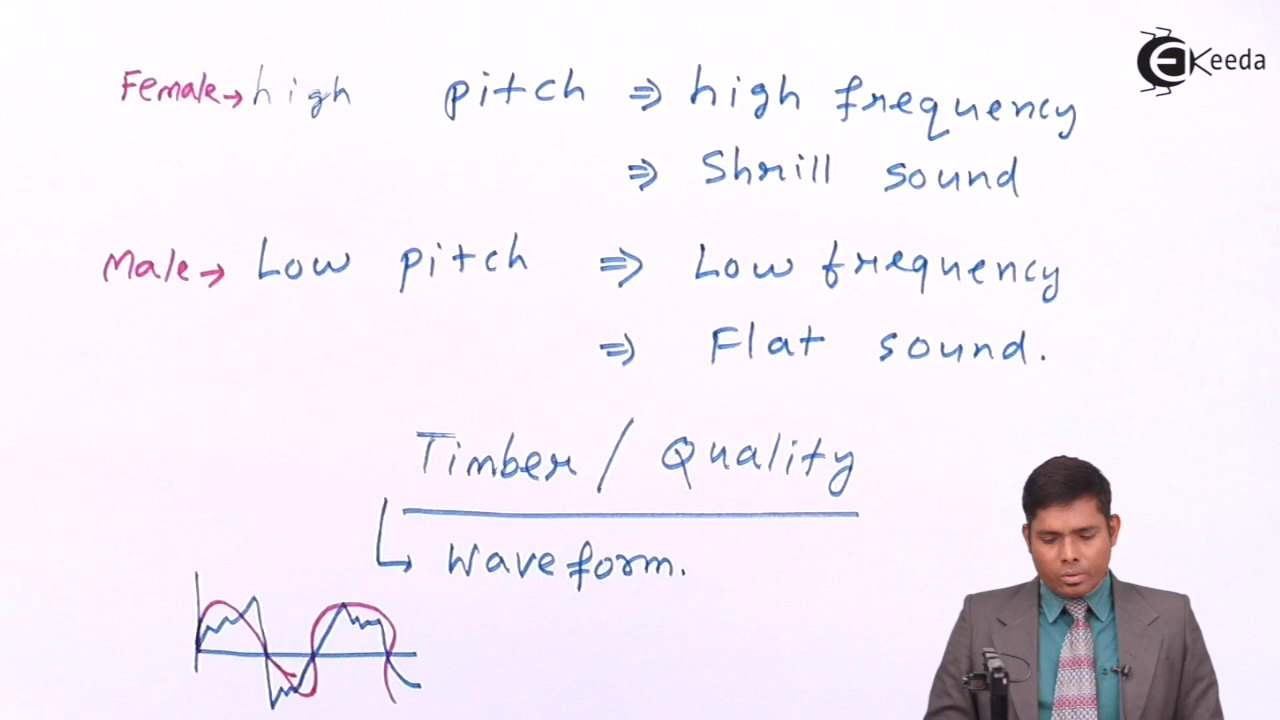 EKeeda
Female → high pitch ⇒ high frequency
⇒ Shrill sound
Male → Low pitch ⇒ Low frequency
⇒ Flat sound.
Timber / Quality
↳ Waveform.